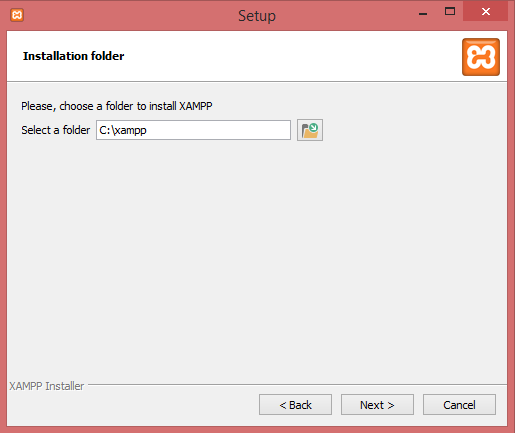 Setup
Installation folder
Please, choose a folder to install XAMPP
Select a folder C:\xampp
XAMPP Installer
< Back Next > Cancel